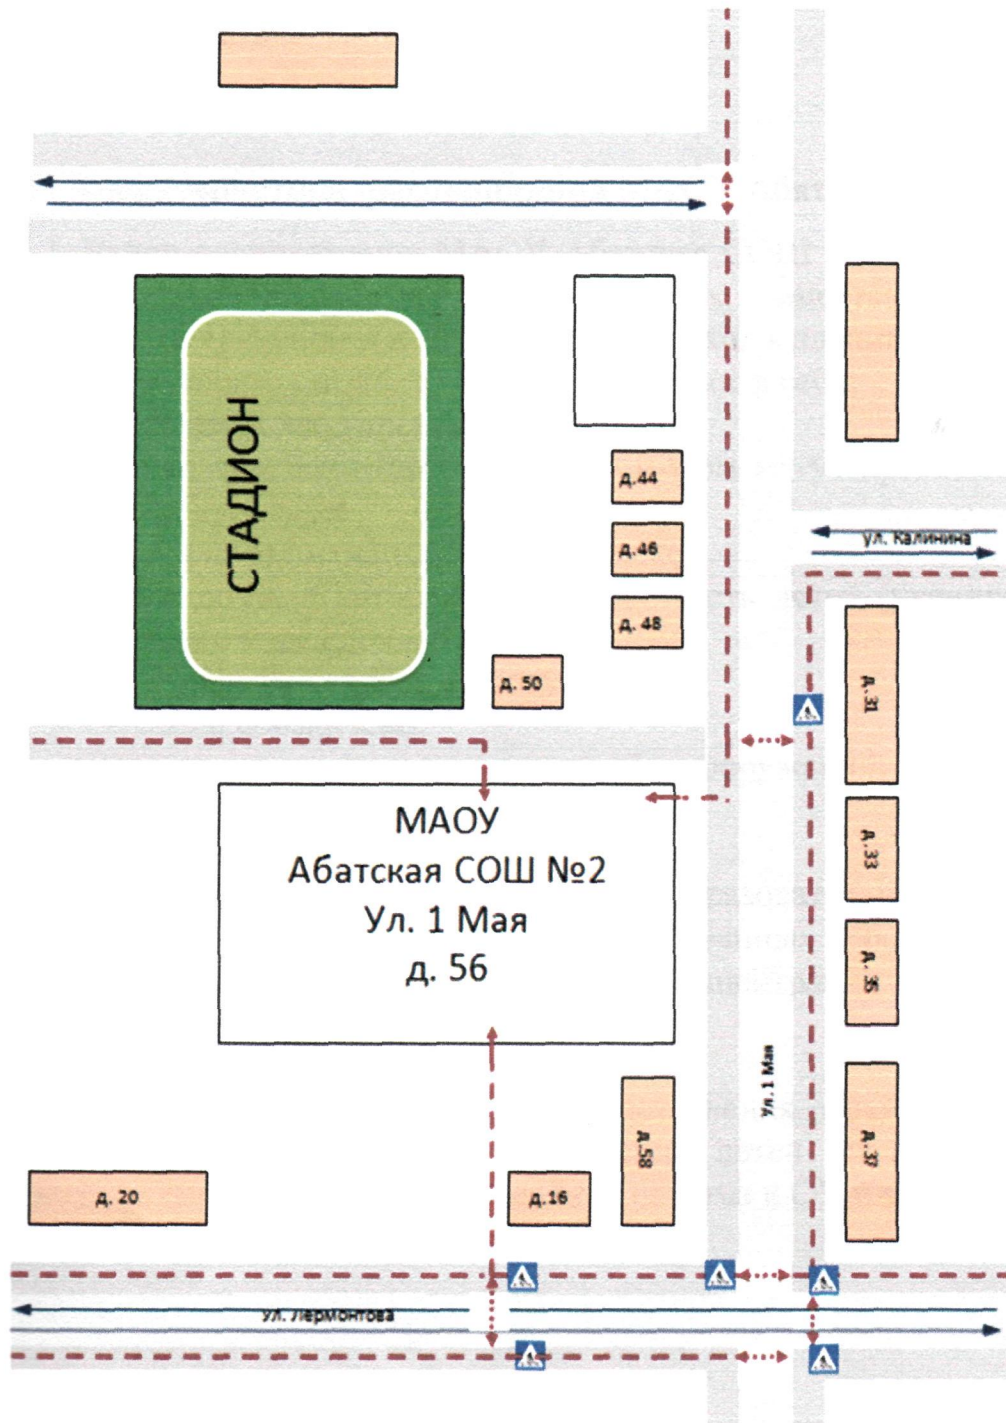 СТАДИОН
д.44
д.46
д. 48
д. 50
ул. Калинина
д.31
д.33
д. 35
д.37
МАОУ
Абатская СОШ №2
Ул. 1 Мая
д. 56
Ул. 1 Мая
д.58
д. 20
д.16
ул. Лермонтова